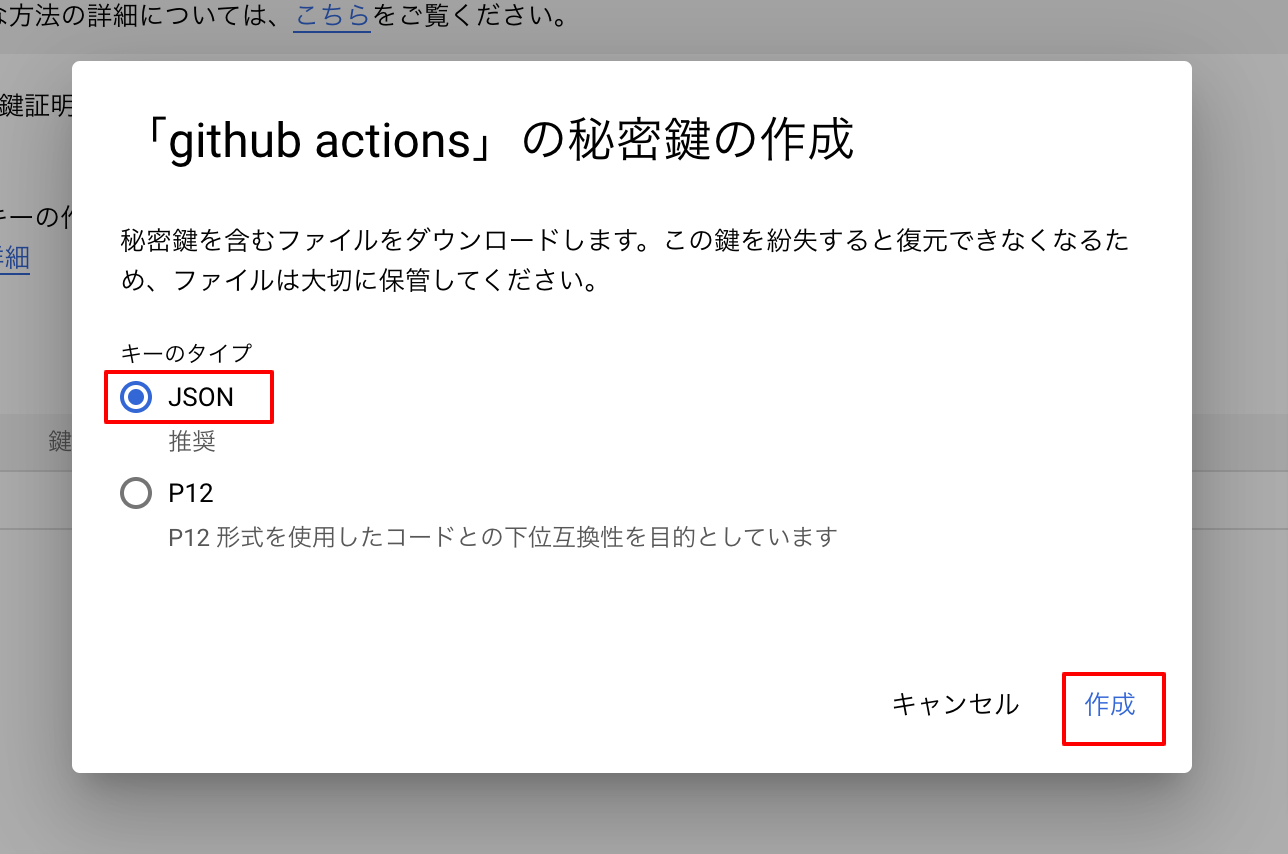 な方法の詳細については、こちらをご覧ください。
鍵証明
「github actions」の秘密鍵の作成
キーの作
詳細
秘密鍵を含むファイルをダウンロードします。この鍵を紛失すると復元できなくなるた
め、ファイルは大切に保管してください。
キーのタイプ
JSON
推奨
鍵
P12
P12 形式を使用したコードとの下位互換性を目的としています
キャンセル
作成